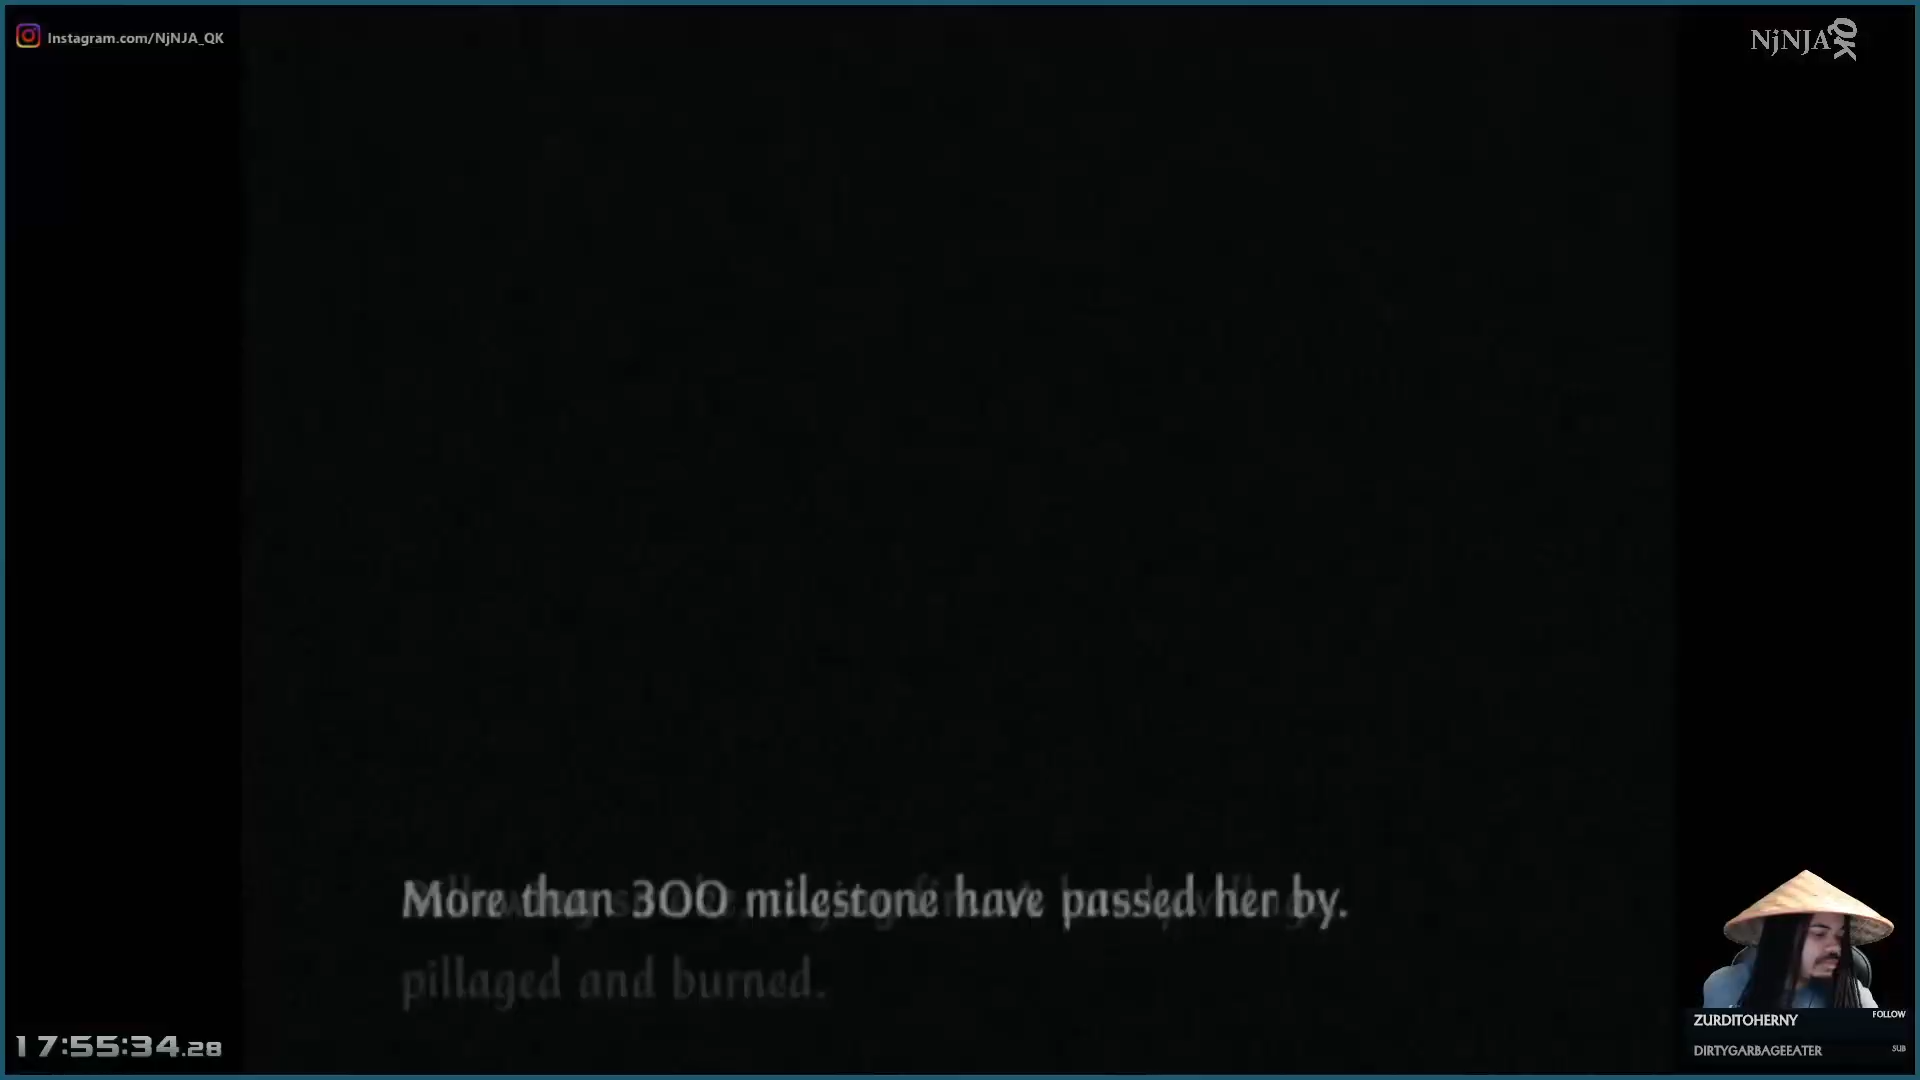 Instagram.com/NjNJA_QK
NjNJA QK
More than 300 milestone have passed her by.
pillaged and burned.
17:55:34.28
ZURDITOHERNY FOLLOW
DIRTYGARBAGEEATER SUB